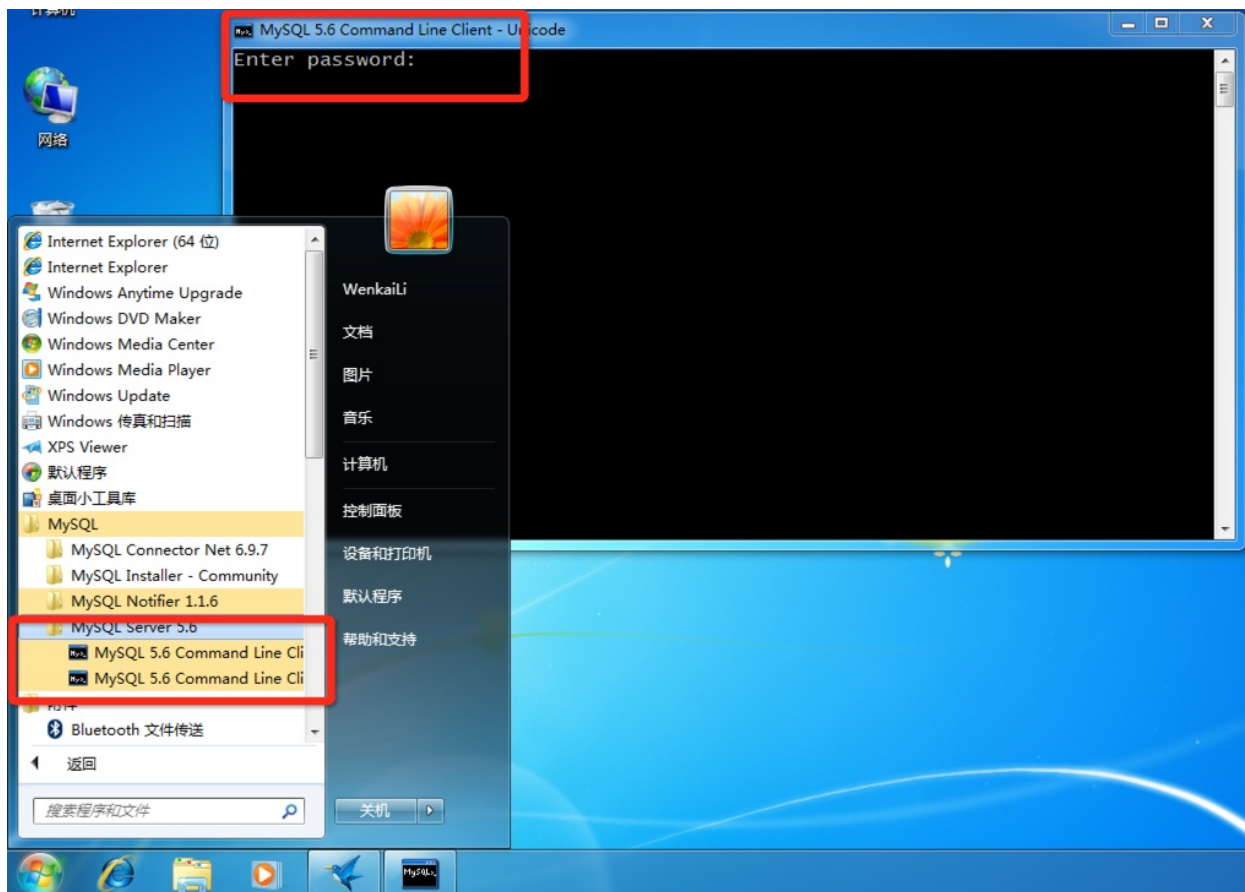 计算机
MySQL 5.6 Command Line Client - Unicode
Enter password:
网络
Internet Explorer (64 位)
Internet Explorer
Windows Anytime Upgrade
Windows DVD Maker
Windows Media Center
Windows Media Player
Windows Update
Windows 传真和扫描
XPS Viewer
默认程序
桌面小工具库
MySQL
MySQL Connector Net 6.9.7
MySQL Installer - Community
MySQL Notifier 1.1.6
MySQL Server 5.6
MySQL 5.6 Command Line Cli
MySQL 5.6 Command Line Cli
附件
Bluetooth 文件传送
返回
搜索程序和文件
WenkaiLi
文档
图片
音乐
计算机
控制面板
设备和打印机
默认程序
帮助和支持
关机